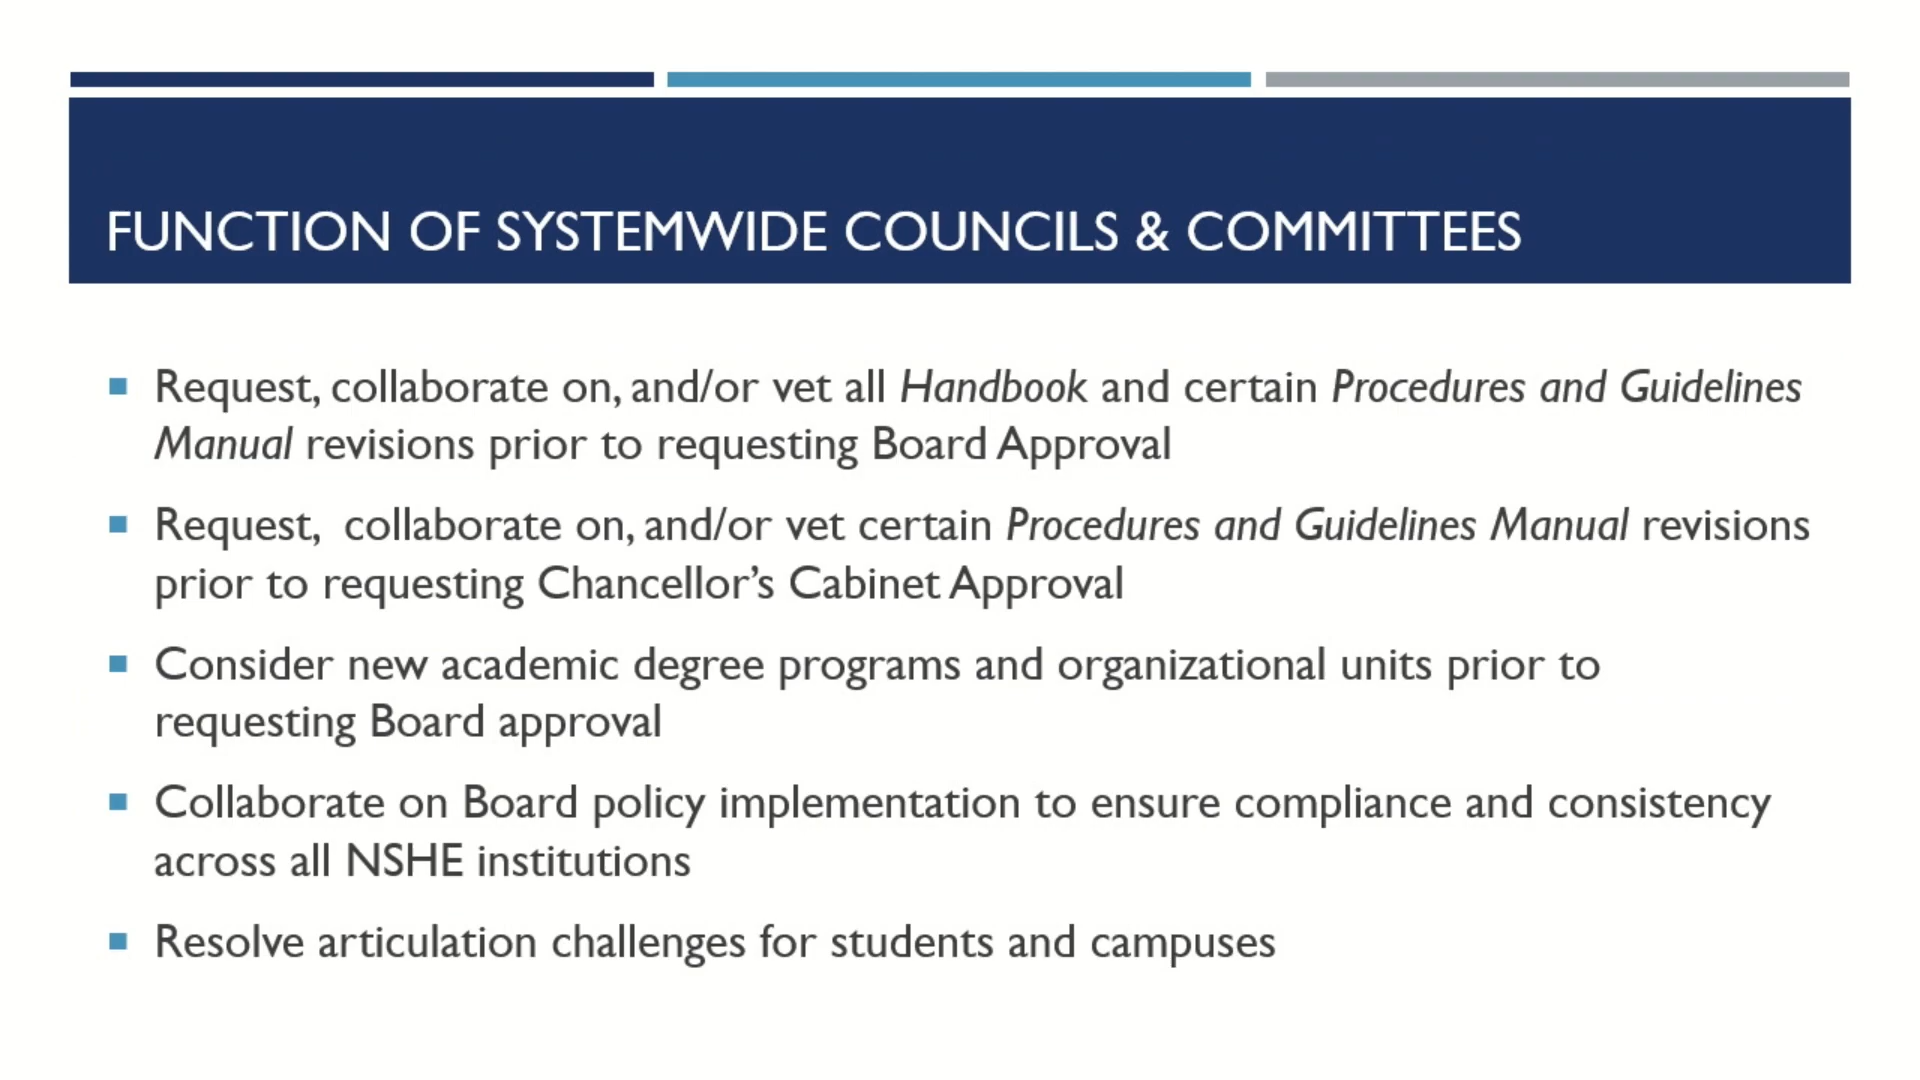 FUNCTION OF SYSTEMWIDE COUNCILS & COMMITTEES
Request, collaborate on, and/or vet all Handbook and certain Procedures and Guidelines
Manual revisions prior to requesting Board Approval
Request,  collaborate on, and/or vet certain Procedures and Guidelines Manual revisions
prior to requesting Chancellor’s Cabinet Approval
Consider new academic degree programs and organizational units prior to
requesting Board approval
Collaborate on Board policy implementation to ensure compliance and consistency
across all NSHE institutions
Resolve articulation challenges for students and campuses